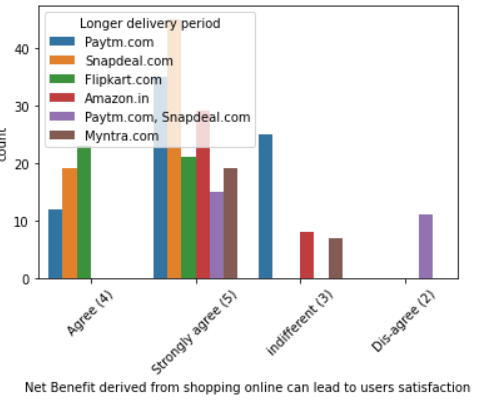 Longer delivery period
Paytm.com
Snapdeal.com
Flipkart.com
Amazon.in
Paytm.com, Snapdeal.com
Myntra.com
count
40
30
20
10
0
Agree (4)
Strongly agree (5)
indifferent (3)
Dis-agree (2)
Net Benefit derived from shopping online can lead to users satisfaction